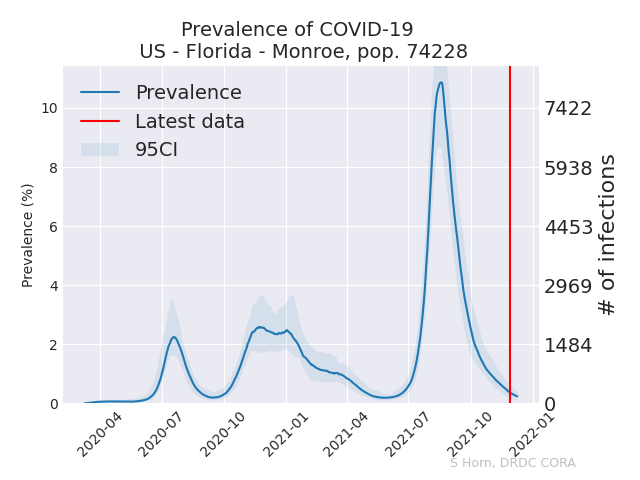 Prevalence of COVID-19
US - Florida - Monroe, pop. 74228
Prevalence
Latest data
95CI
Prevalence (%)
10
8
6
4
2
0
7422
5938
4453
2969
1484
0
# of infections
2020-04
2020-07
2020-10
2021-01
2021-04
2021-07
2021-10
2022-01
S Horn, DRDC CORA